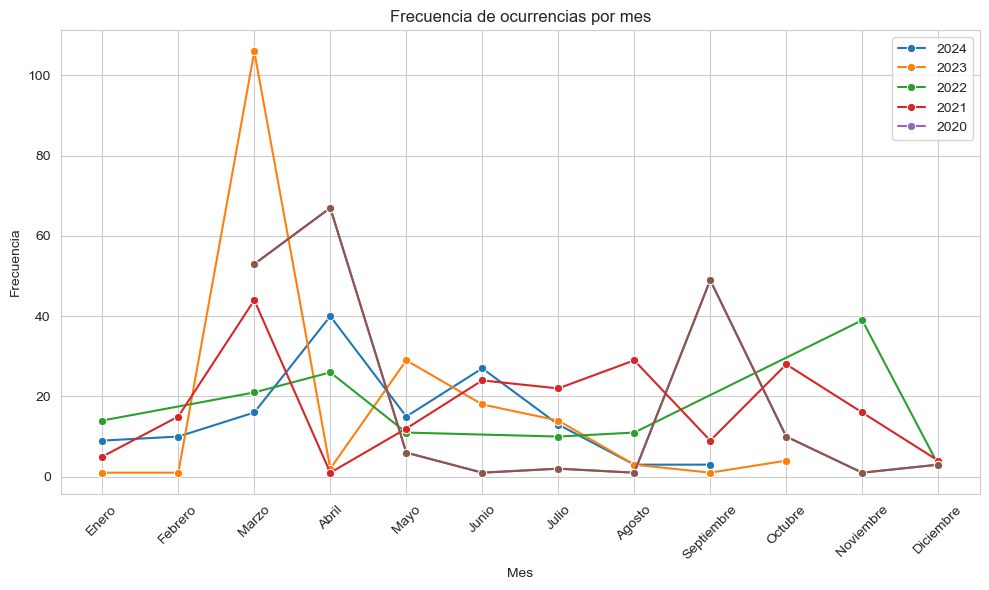 Frecuencia de ocurrencias por mes
2024
2023
2022
2021
2020
100
80
60
40
20
0
Frecuencia
Enero
Febrero
Marzo
Abril
Mayo
Junio
Julio
Agosto
Septiembre
Octubre
Noviembre
Diciembre
Mes